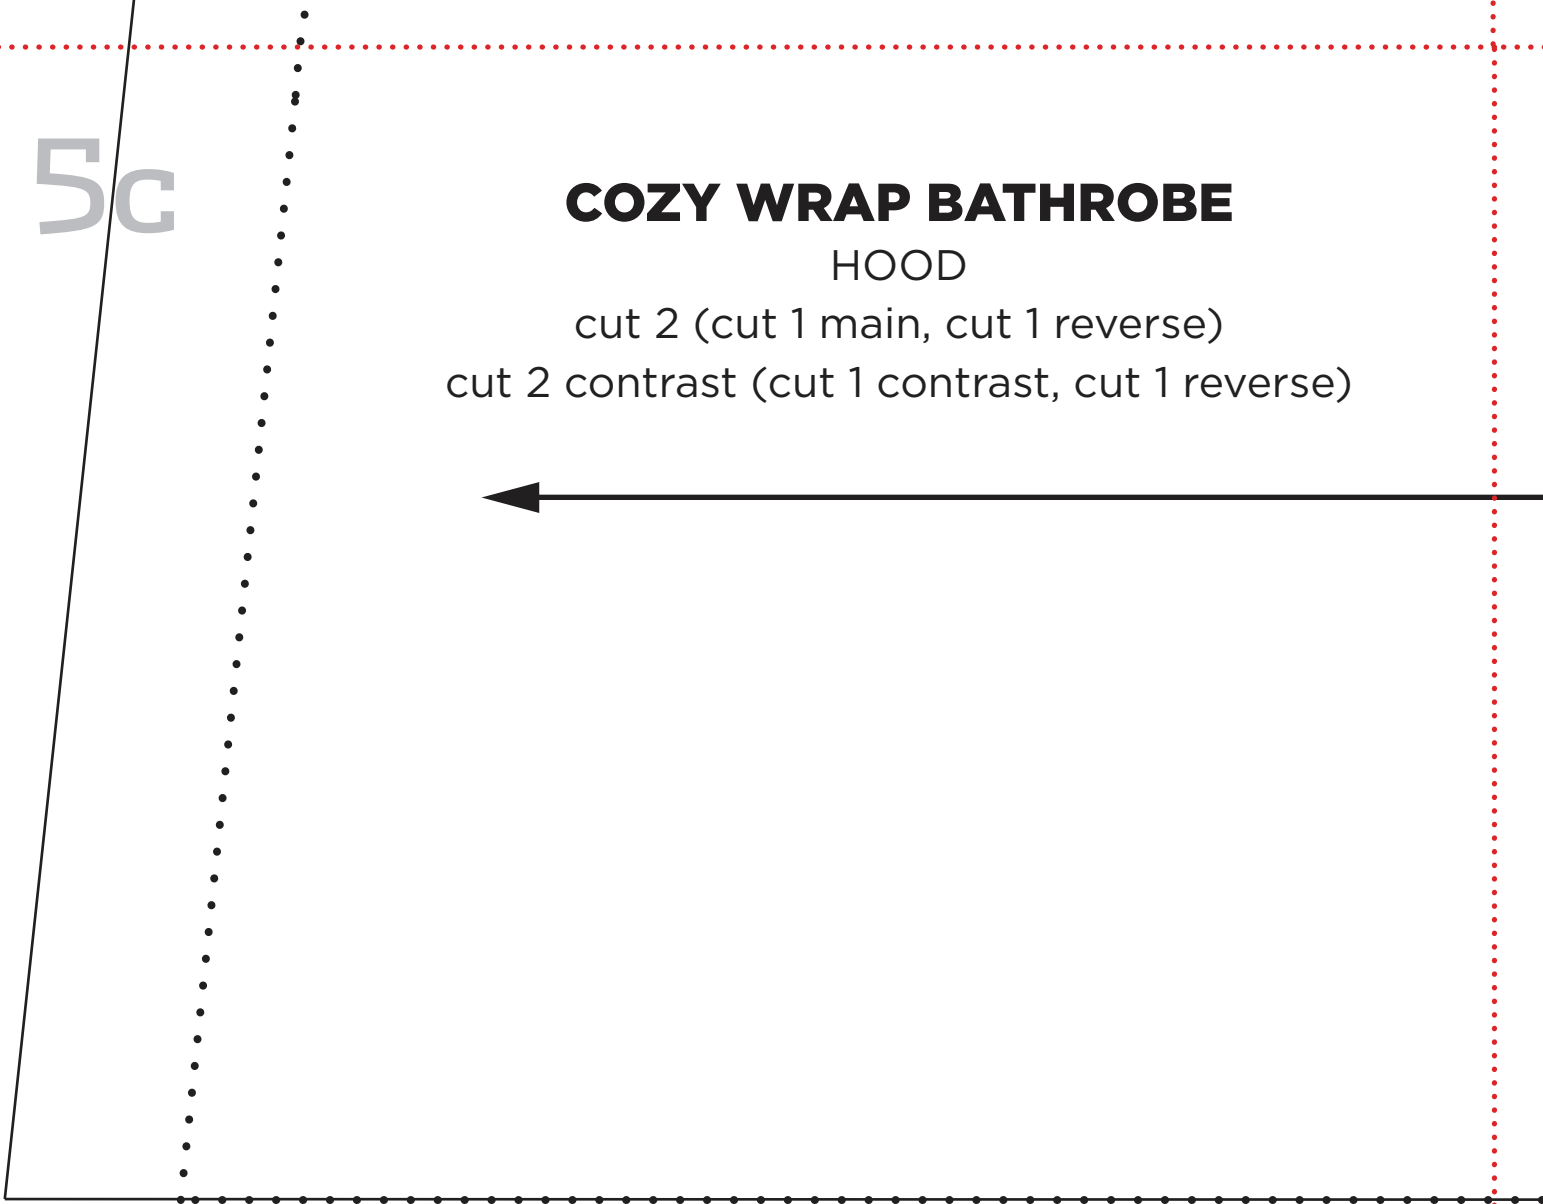 5c
COZY WRAP BATHROBE
HOOD
cut 2 (cut 1 main, cut 1 reverse)
cut 2 contrast (cut 1 contrast, cut 1 reverse)